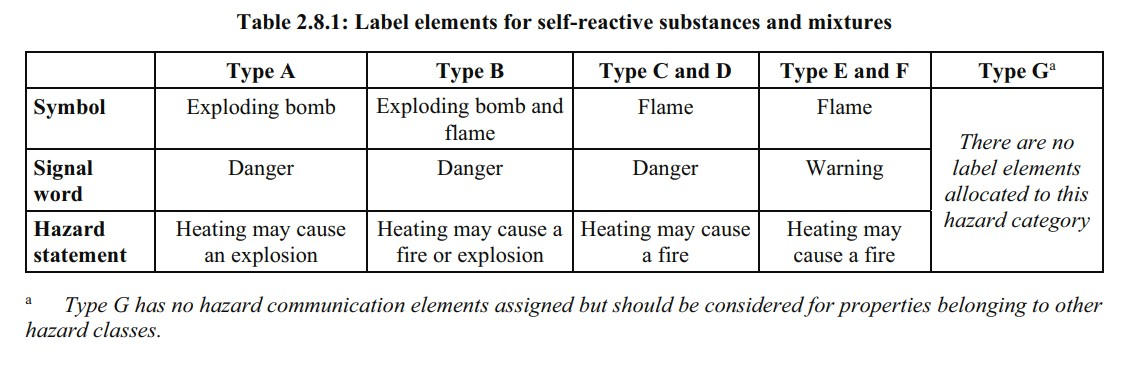 Table 2.8.1: Label elements for self-reactive substances and mixtures
Type A Type B Type C and D Type E and F Type Gᵃ
Symbol Exploding bomb Exploding bomb and flame Flame Flame There are no label elements allocated to this hazard category
Signal word Danger Danger Danger Warning
Hazard statement Heating may cause an explosion Heating may cause a fire or explosion Heating may cause a fire Heating may cause a fire
ᵃ Type G has no hazard communication elements assigned but should be considered for properties belonging to other
hazard classes.